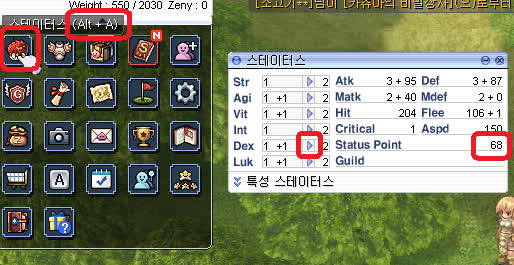 Weight : 550 / 2030 Zeny : 0
스테이터스 (Alt + A)
N
스테이터스
Str 1 2 Atk 3 + 95 Def 3 + 87
Agi 1 +1 2 Matk 2 + 40 Mdef 2 + 0
Vit 1 +1 2 Hit 204 Flee 106 + 1
Int 1 2 Critical 1 Aspd 150
Dex 1 +1 2 Status Point 68
Luk 1 +1 2 Guild
특성 스테이터스